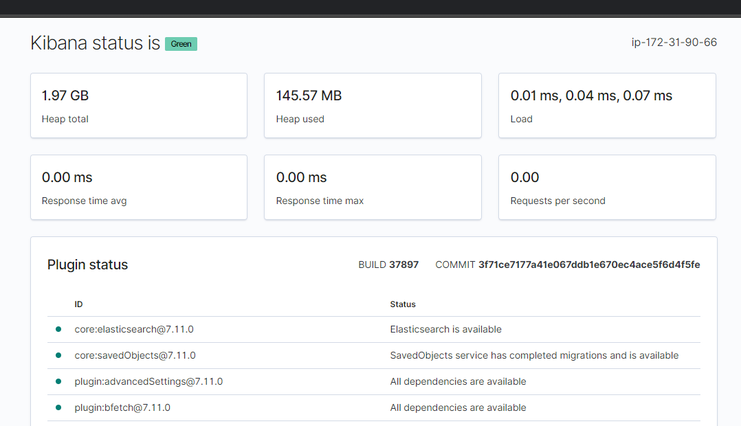 Kibana status is Green
ip-172-31-90-66
1.97 GB
Heap total
145.57 MB
Heap used
0.01 ms, 0.04 ms, 0.07 ms
Load
0.00 ms
Response time avg
0.00 ms
Response time max
0.00
Requests per second
Plugin status
BUILD 37897
COMMIT 3f71ce7177a41e067ddb1e670ec4ace5f6d4f5fe
ID Status
core:elasticsearch@7.11.0 Elasticsearch is available
core:savedObjects@7.11.0 SavedObjects service has completed migrations and is available
plugin:advancedSettings@7.11.0 All dependencies are available
plugin:bfetch@7.11.0 All dependencies are available